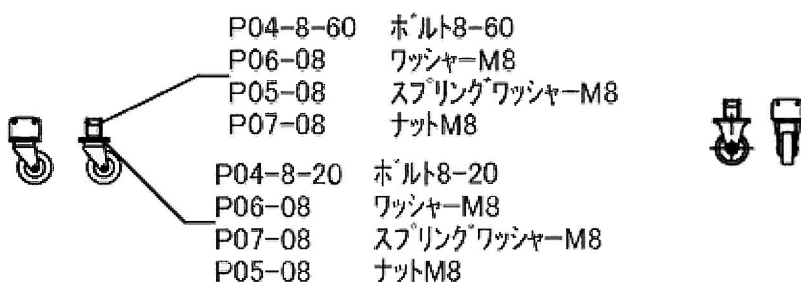 P04-8-60 ボルト8-60
P06-08 ワッシャーM8
P05-08 スプリングワッシャーM8
P07-08 ナットM8
P04-8-20 ボルト8-20
P06-08 ワッシャーM8
P07-08 スプリングワッシャーM8
P05-08 ナットM8